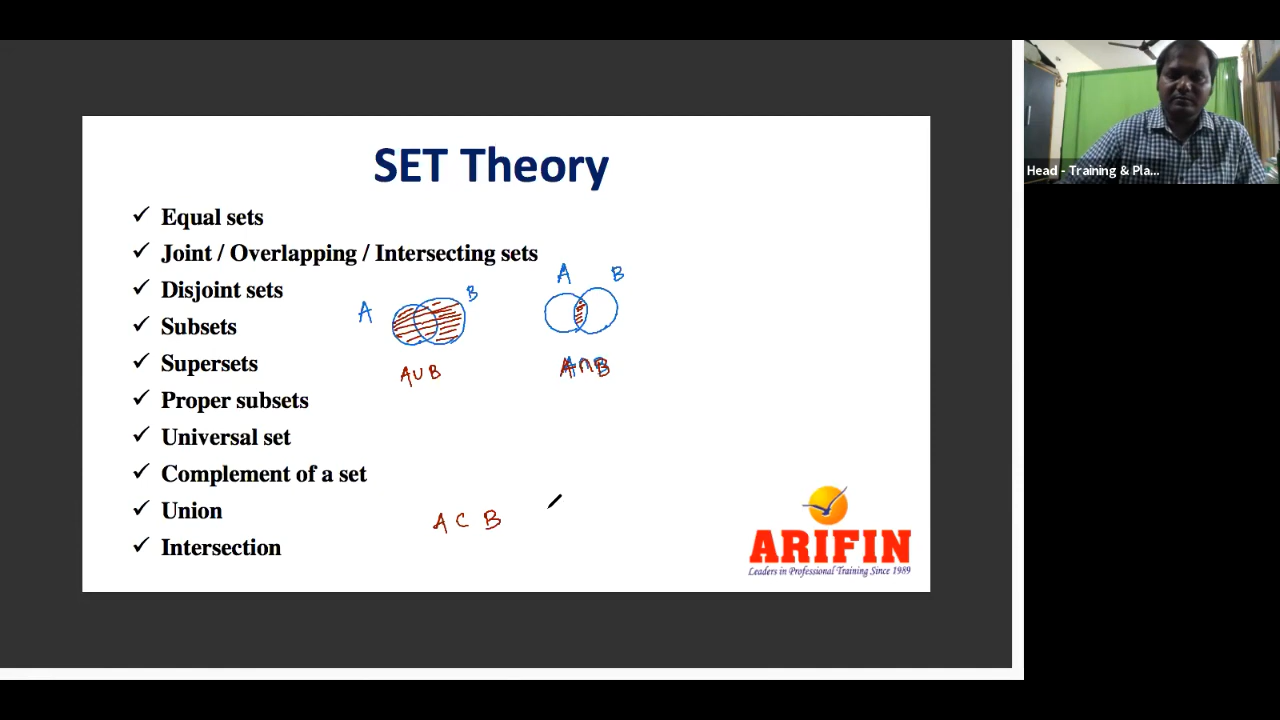 SET Theory
✓ Equal sets
✓ Joint / Overlapping / Intersecting sets
✓ Disjoint sets
✓ Subsets
✓ Supersets
✓ Proper subsets
✓ Universal set
✓ Complement of a set
✓ Union
✓ Intersection
A B
A∪B
A B
A∩B
A ⊂ B
ARIFIN
Leaders in Professional Training Since 1989
Head - Training & Pla...